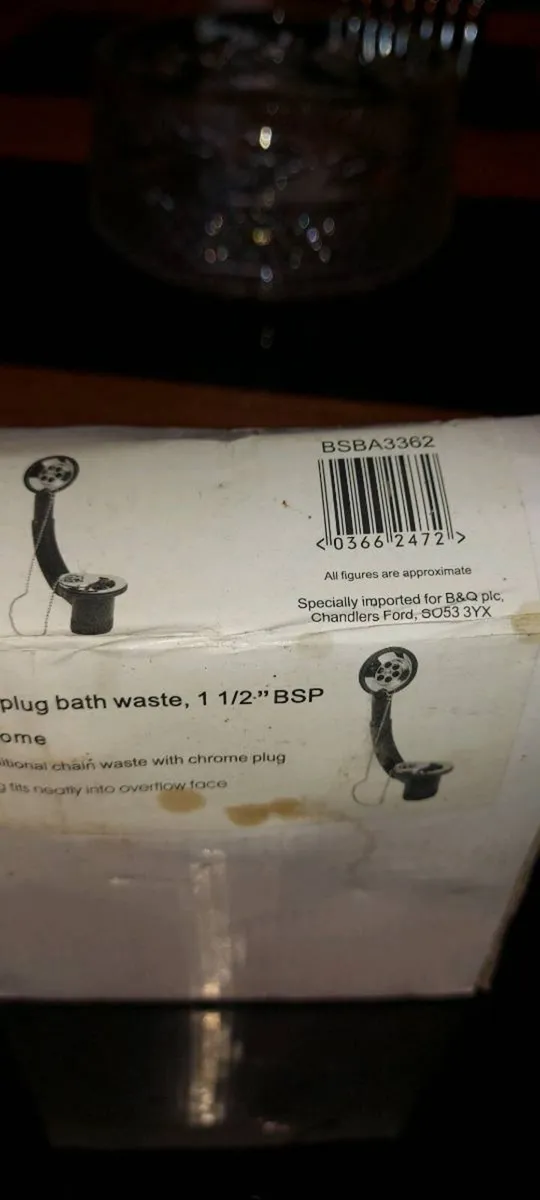 BSBA3362
<0366 2472>
All figures are approximate
Specially imported for B&Q plc,
Chandlers Ford, SO53 3YX
plug bath waste, 1 1/2" BSP
ome
itional chain waste with chrome plug
g fits neatly into overflow face